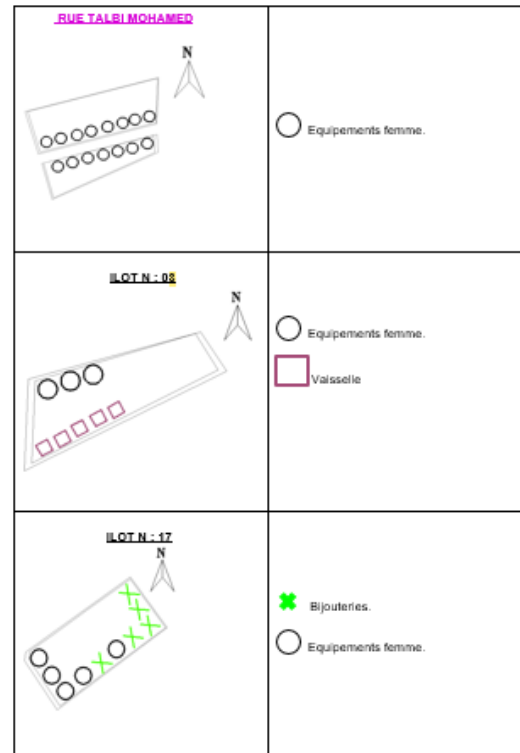 RUE TALBI MOHAMED
N
Equipements femme.
ILOT N : 08
N
Equipements femme.
Vaisselle
ILOT N : 17
N
Bijouteries.
Equipements femme.